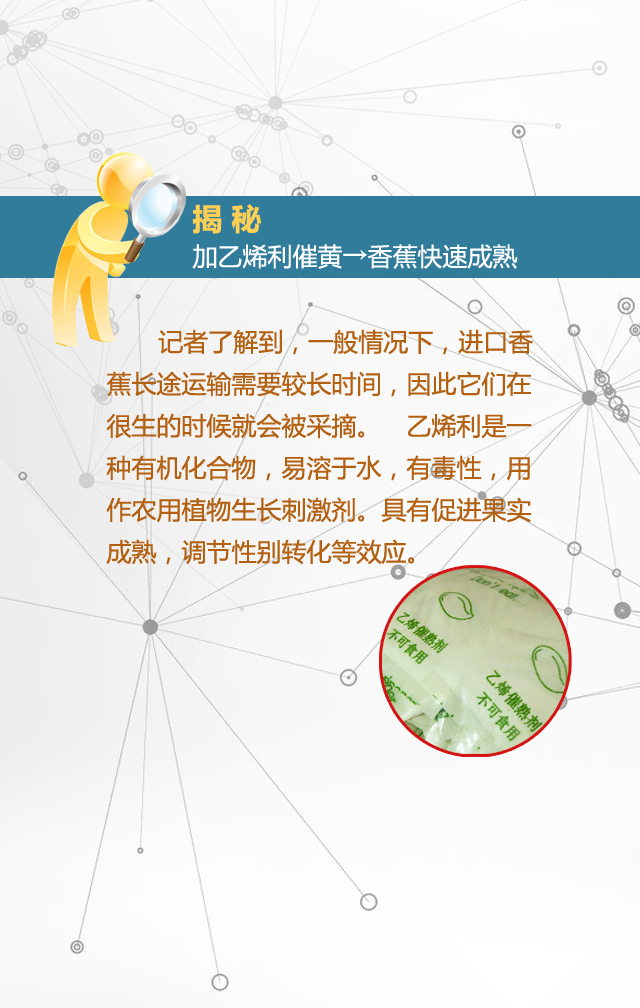 揭 秘
加乙烯利催黄→香蕉快速成熟
记者了解到，一般情况下，进口香
蕉长途运输需要较长时间，因此它们在
很生的时候就会被采摘。 乙烯利是一
种有机化合物，易溶于水，有毒性，用
作农用植物生长刺激剂。具有促进果实
成熟，调节性别转化等效应。
Don't eat.
乙烯催熟剂
不可食用
乙烯催熟剂
不可食用